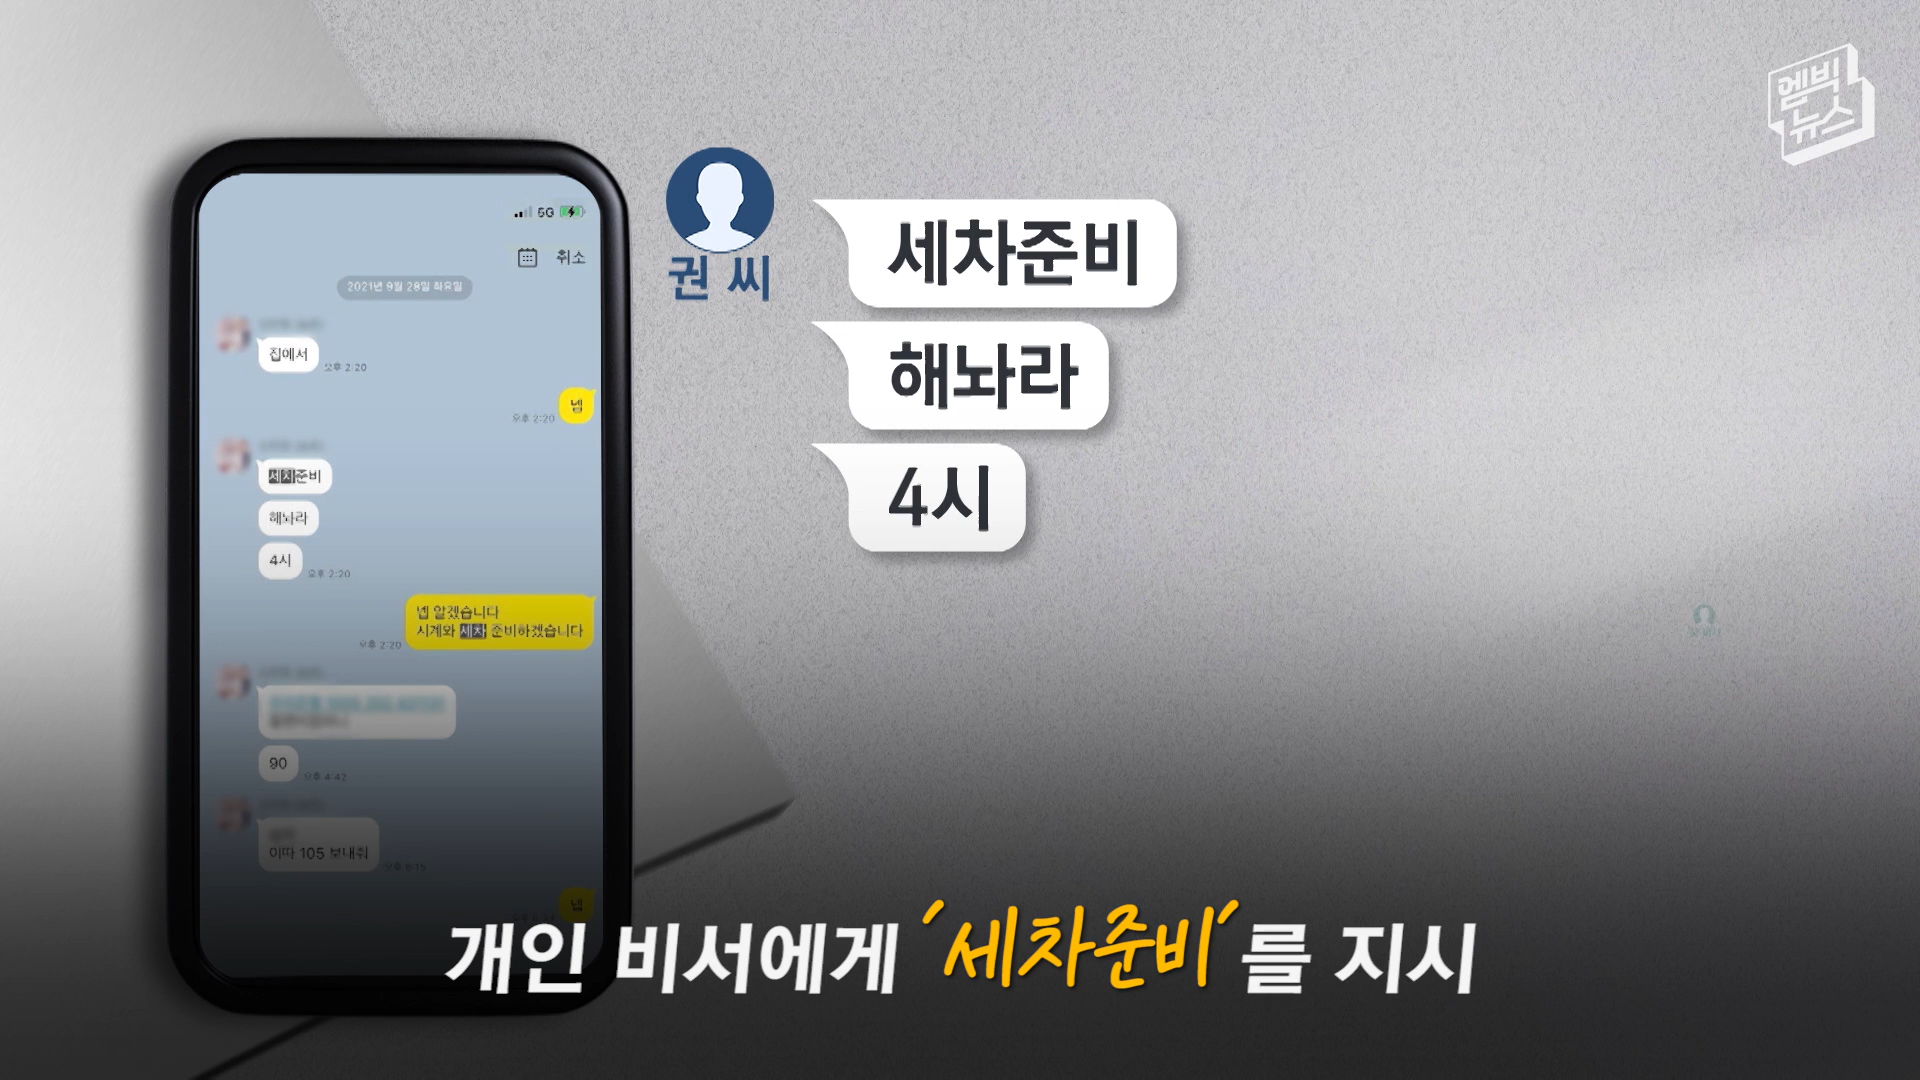 엠빅
뉴스
5G
취소
2021년 9월 28일 화요일
집에서
오후 2:20
넵
오후 2:20
세차준비
해놔라
4시
오후 2:20
넵 알겠습니다
시계와 세차 준비하겠습니다
오후 2:20
90
오후 4:42
이따 105 보내줘
오후 6:15
넵
권 씨
세차준비
해놔라
4시
개인 비서에게 '세차준비'를 지시